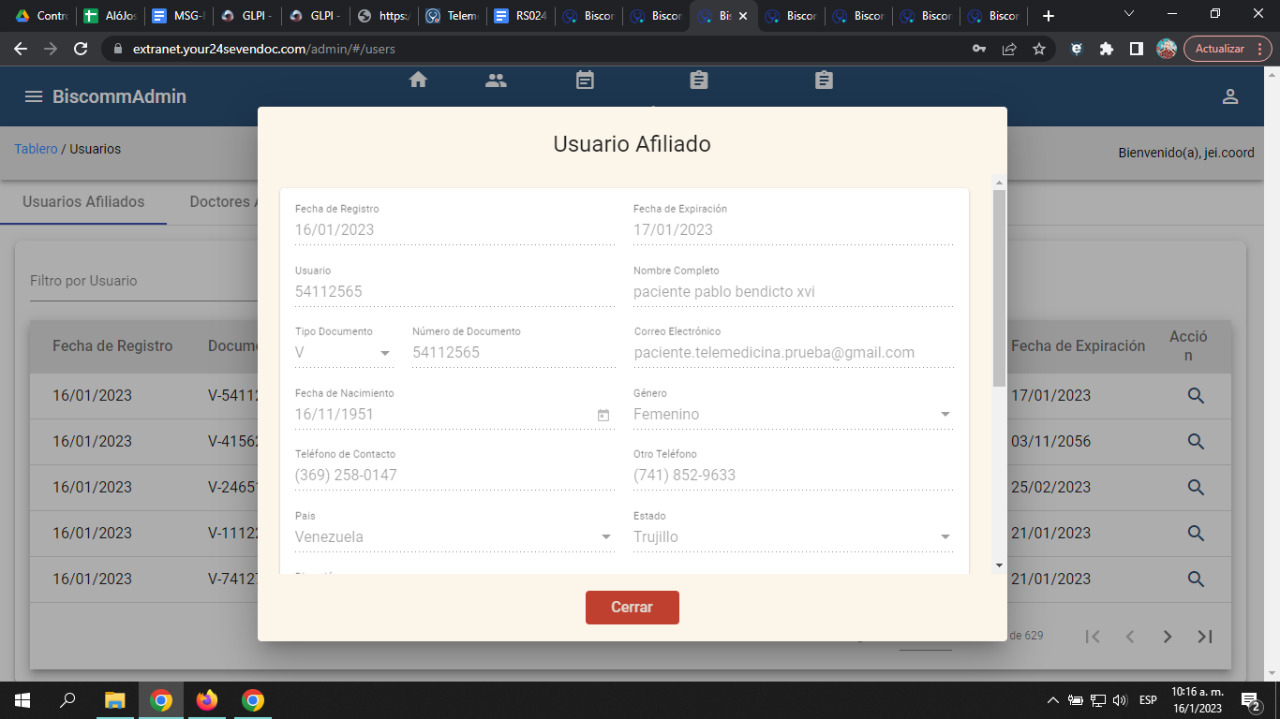 Contro
AlóJos
MSG-I
GLPI -
GLPI -
https:
Telem
RS024
Biscor
Biscor
Bis
Biscor
Biscor
Biscor
Biscor
extranet.your24sevendoc.com/admin/#/users
Actualizar
BiscommAdmin
Tablero / Usuarios
Bienvenido(a), jei.coord
Usuarios Afiliados
Doctores A
Filtro por Usuario
Fecha de Registro
Docum
Fecha de Expiración
Acció
n
16/01/2023
V-5411
17/01/2023
16/01/2023
V-4156
03/11/2056
16/01/2023
V-2465
25/02/2023
16/01/2023
V-1112
21/01/2023
16/01/2023
V-7412
21/01/2023
de 629
Usuario Afiliado
Fecha de Registro
16/01/2023
Fecha de Expiración
17/01/2023
Usuario
54112565
Nombre Completo
paciente pablo bendicto xvi
Tipo Documento
V
Número de Documento
54112565
Correo Electrónico
paciente.telemedicina.prueba@gmail.com
Fecha de Nacimiento
16/11/1951
Género
Femenino
Teléfono de Contacto
(369) 258-0147
Otro Teléfono
(741) 852-9633
Pais
Venezuela
Estado
Trujillo
Cerrar
ESP
10:16 a. m.
16/1/2023
2